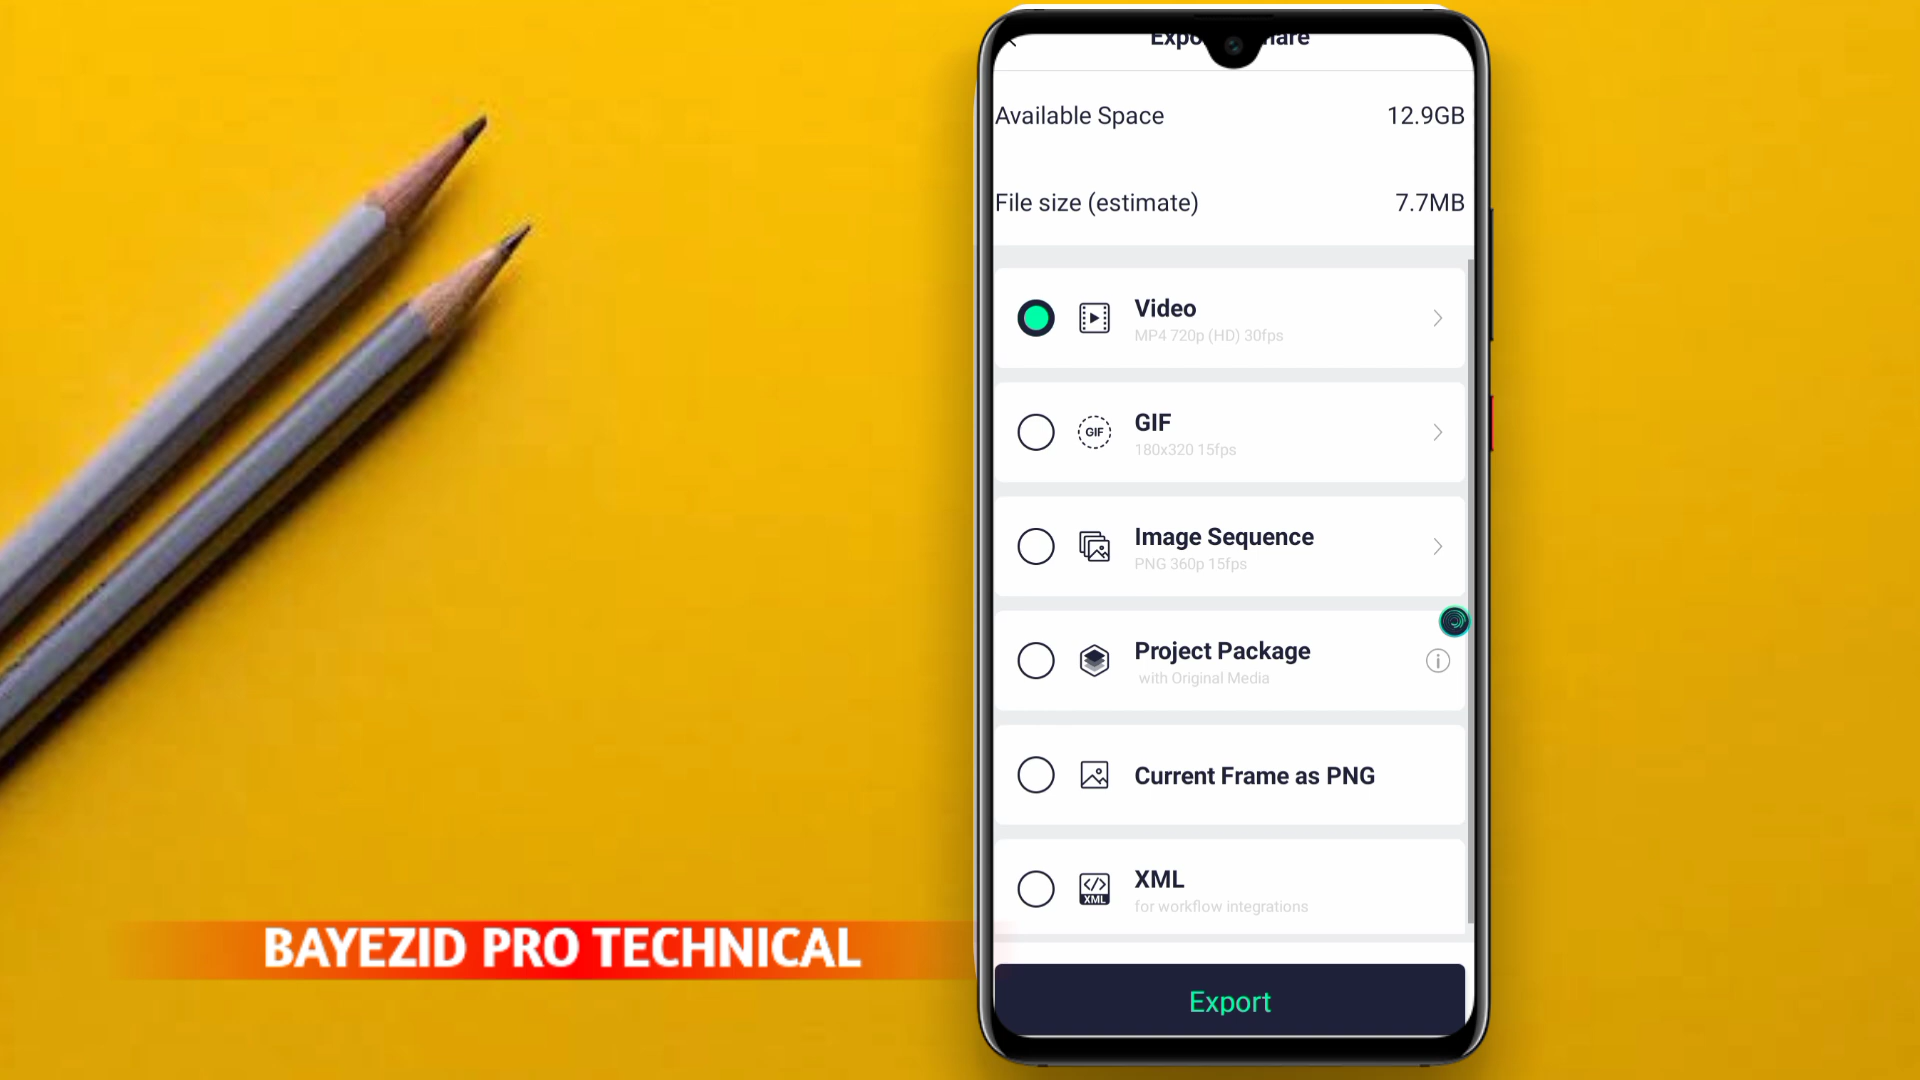 Available Space 12.9GB
File size (estimate) 7.7MB
Video
MP4 720p (HD) 30fps
GIF
GIF
180x320 15fps
Image Sequence
PNG 360p 15fps
Project Package
with Original Media
Current Frame as PNG
XML
XML
for workflow integrations
Export
BAYEZID PRO TECHNICAL